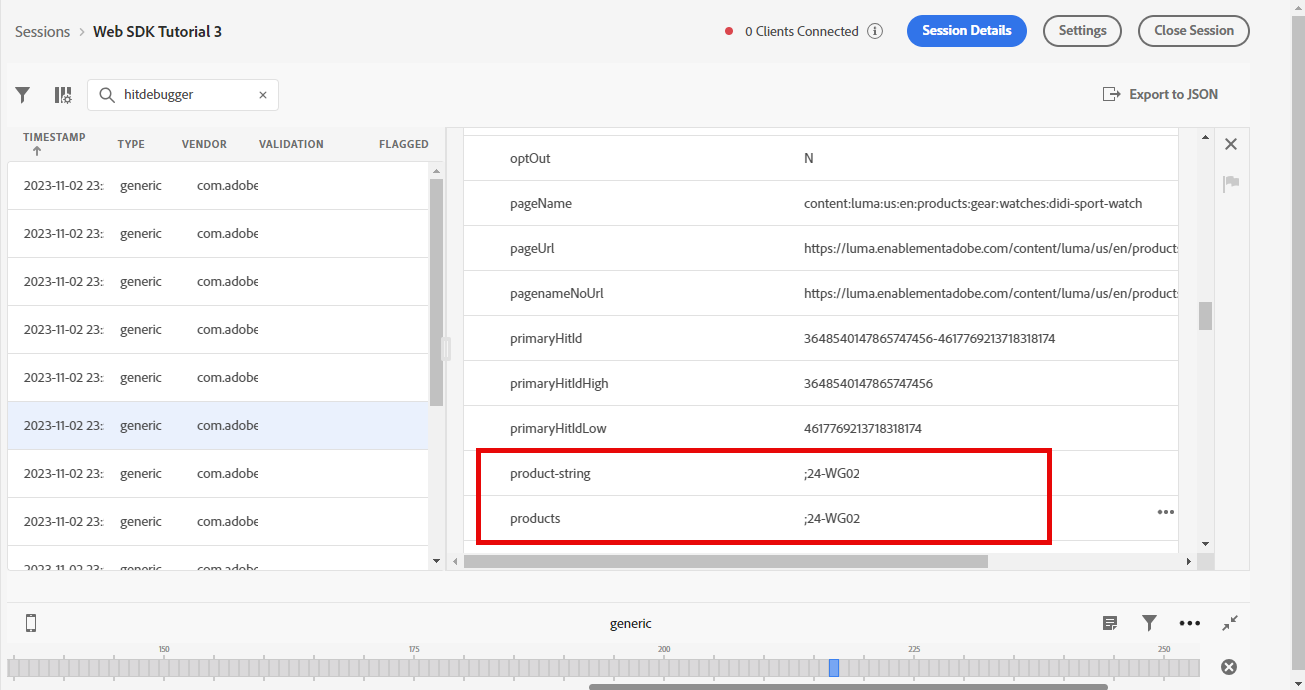 Sessions > Web SDK Tutorial 3
0 Clients Connected
Session Details
Settings
Close Session
hitdebugger
Export to JSON
TIMESTAMP TYPE VENDOR VALIDATION FLAGGED
2023-11-02 23: generic com.adobe
2023-11-02 23: generic com.adobe
2023-11-02 23: generic com.adobe
2023-11-02 23: generic com.adobe
2023-11-02 23: generic com.adobe
2023-11-02 23: generic com.adobe
2023-11-02 23: generic com.adobe
2023-11-02 23: generic com.adobe
2023-11-02 23: generic com.adobe
optOut N
pageName content:luma:us:en:products:gear:watches:didi-sport-watch
pageUrl https://luma.enablementadobe.com/content/luma/us/en/products
pagenameNoUrl https://luma.enablementadobe.com/content/luma/us/en/products
primaryHitId 3648540147865747456-4617769213718318174
primaryHitIdHigh 3648540147865747456
primaryHitIdLow 4617769213718318174
product-string ;24-WG02
products ;24-WG02
generic
150 175 200 225 250